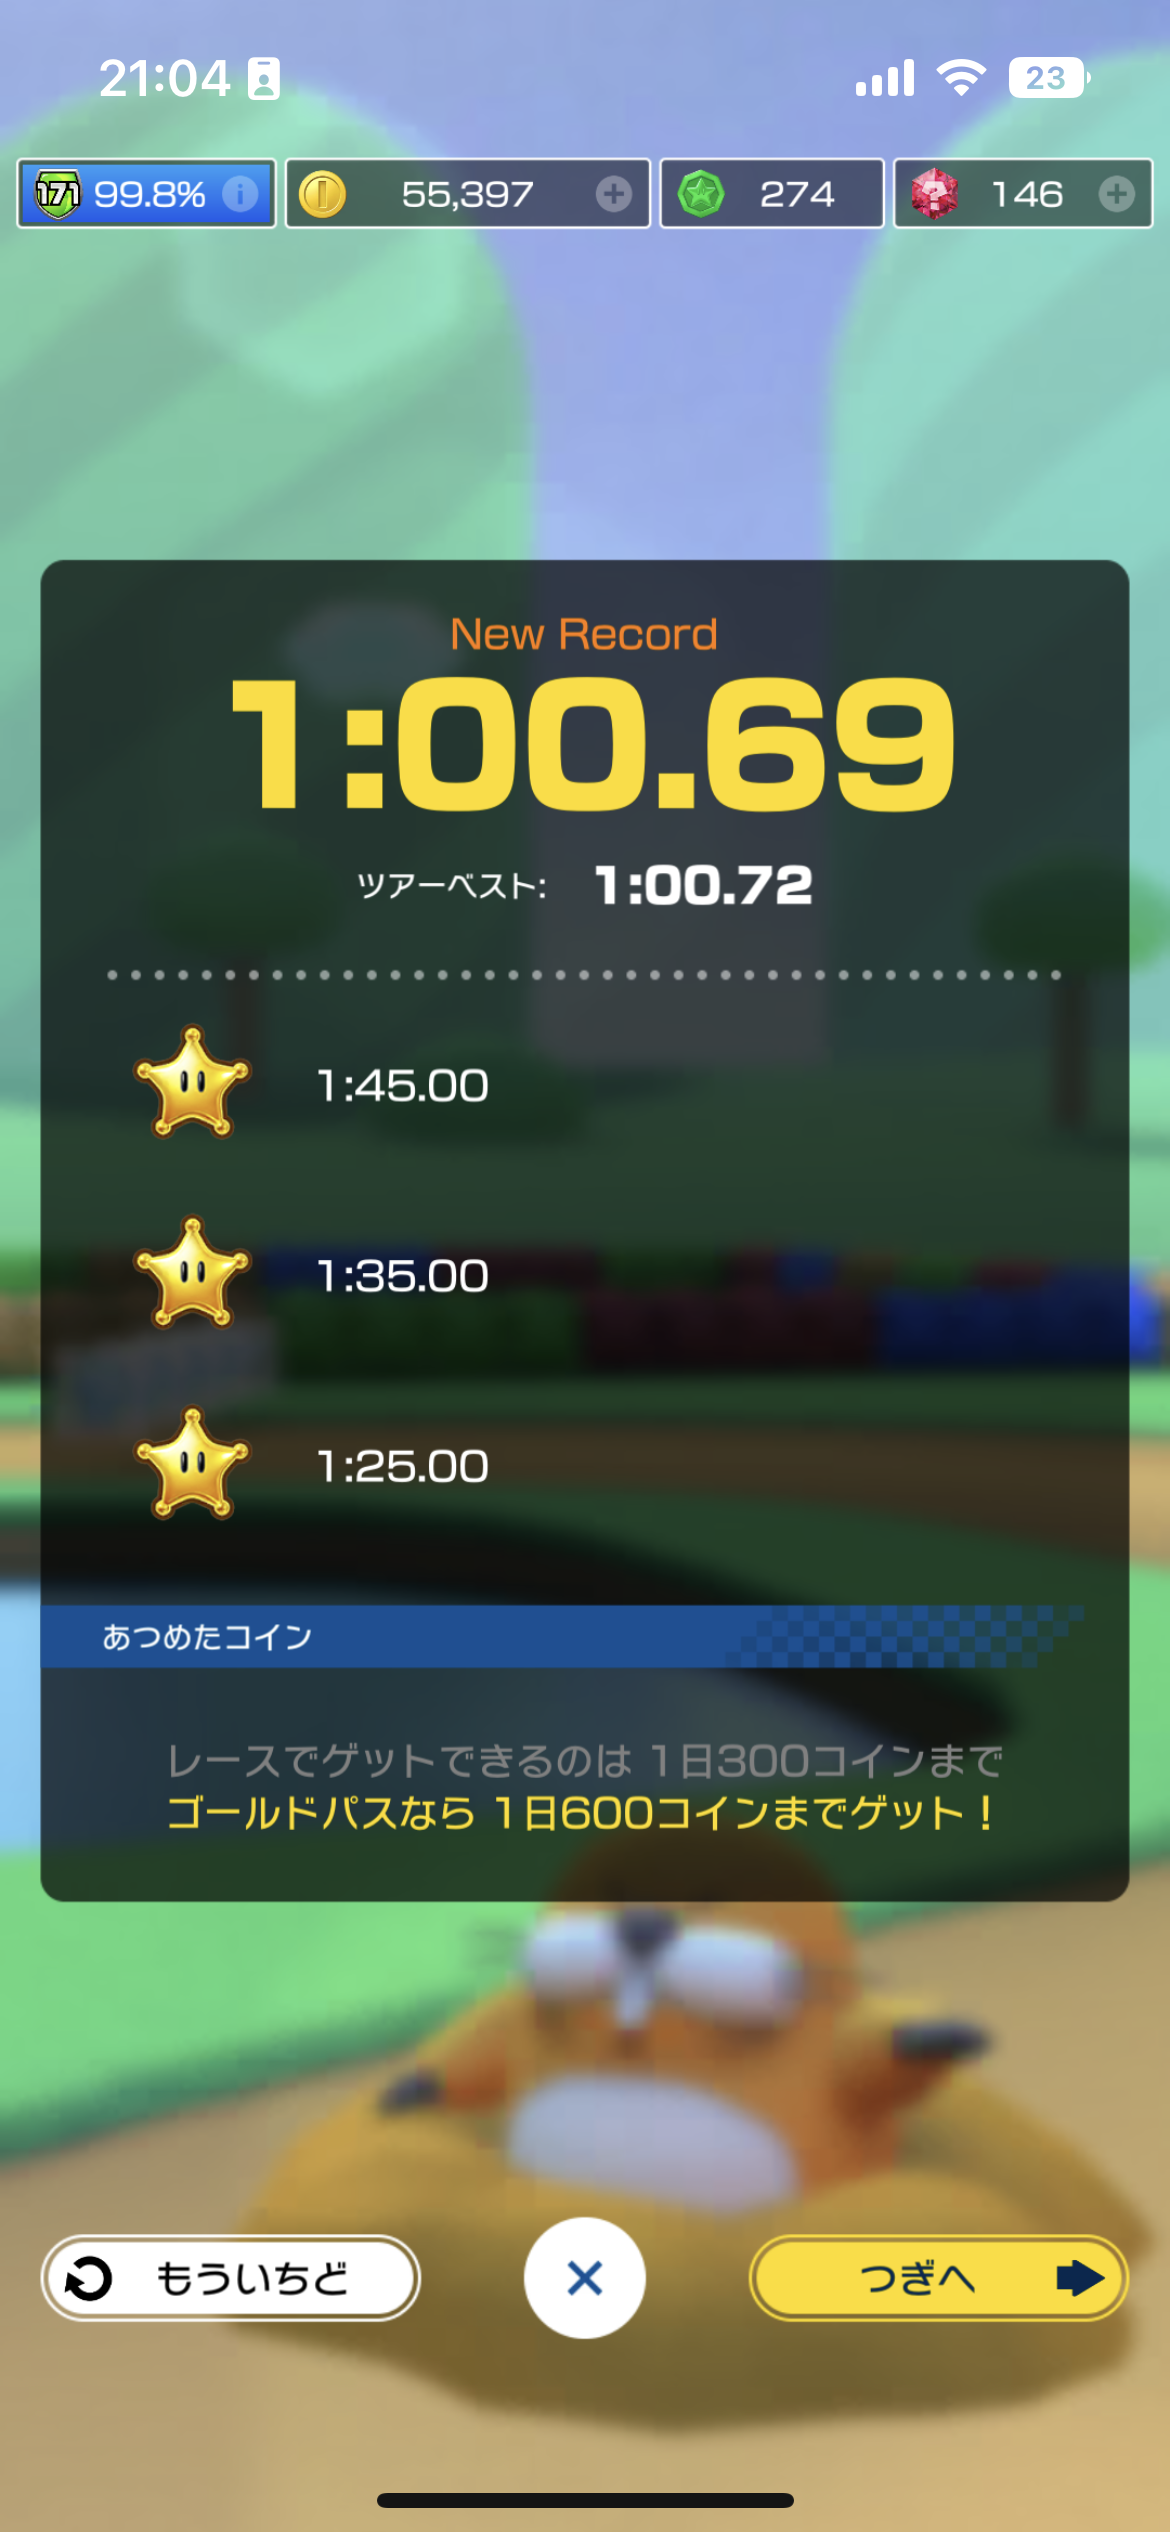 21:04 23
171 99.8% i 55,397 274 146
New Record
1:00.69
ツアーベスト: 1:00.72
1:45.00
1:35.00
1:25.00
あつめたコイン
レースでゲットできるのは 1日300コインまで
ゴールドパスなら 1日600コインまでゲット！
もういちど × つぎへ